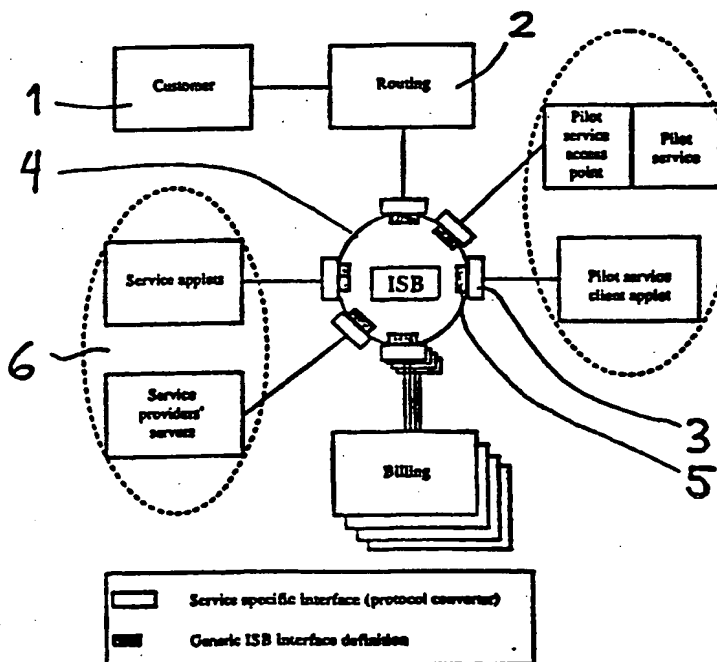 2
Customer
Routing
1
Pilot
service
access
point
Pilot
service
4
Service applets
ISB
Pilot service
client applet
6
Service
providers'
servers
3
Billing
5
Service specific interface (protocol converter)
Generic ISB interface definition